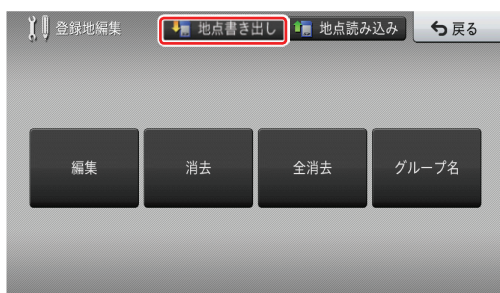 登録地編集
地点書き出し
地点読み込み
戻る
編集
消去
全消去
グループ名